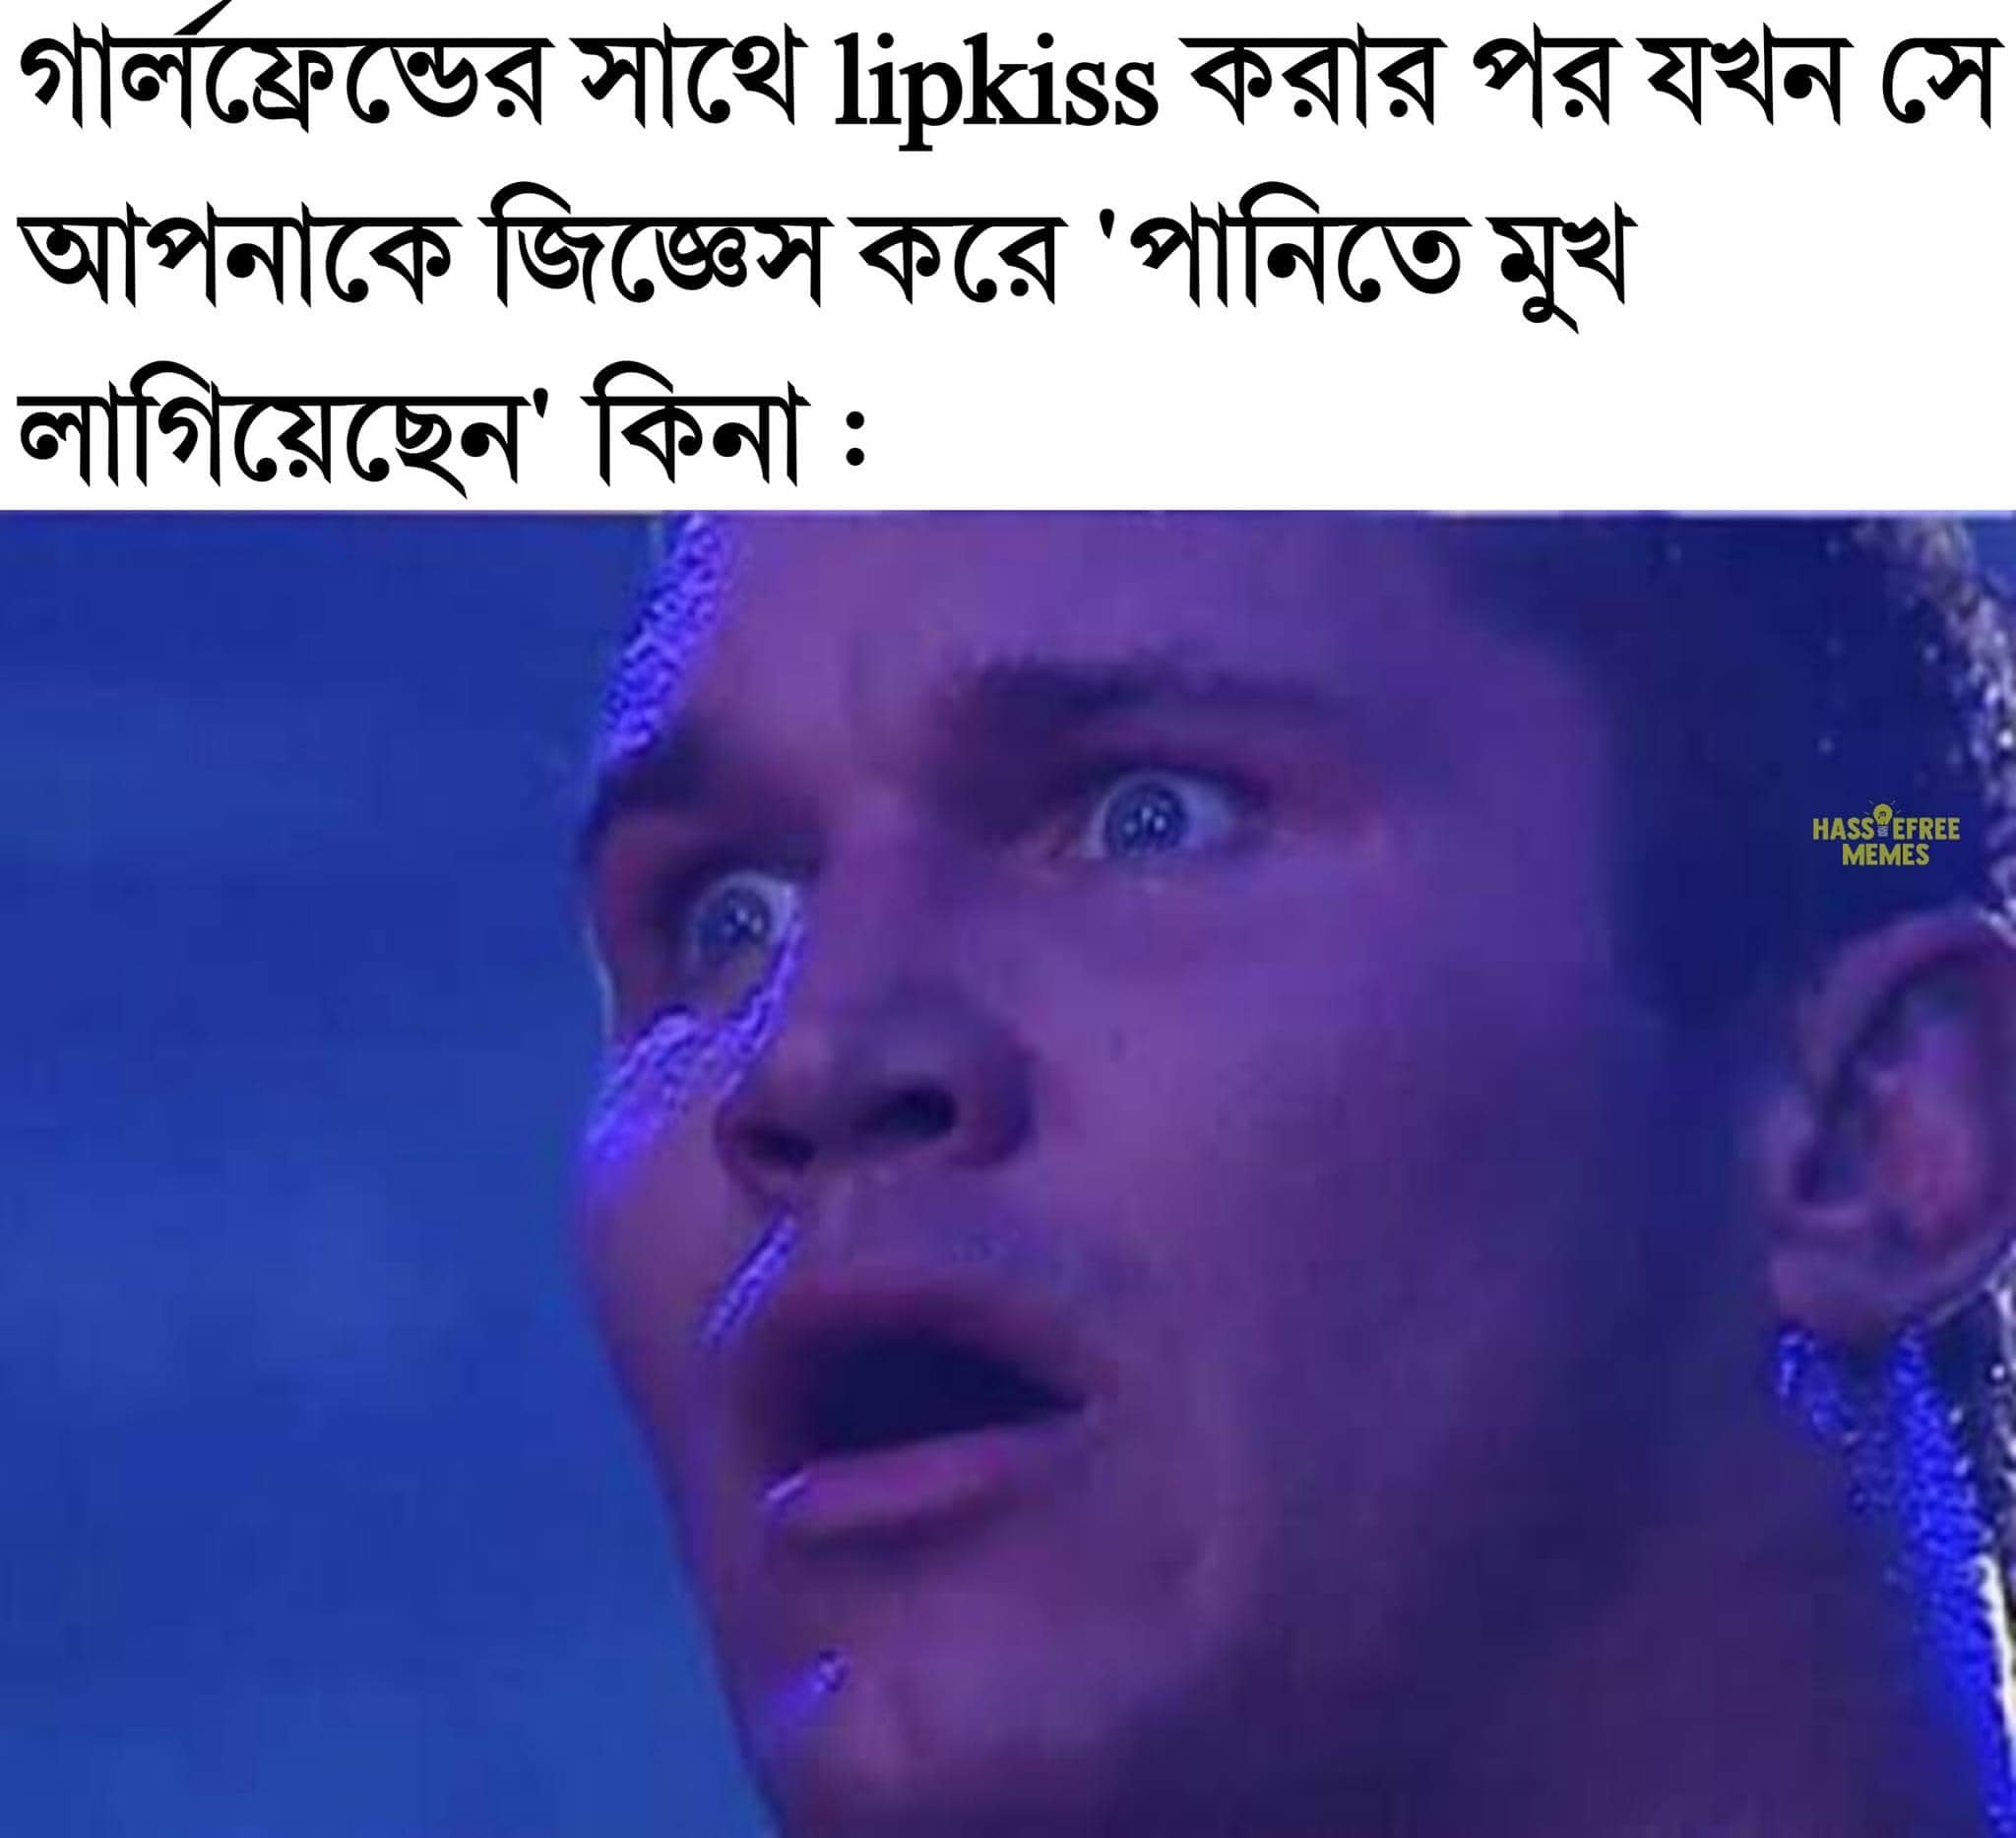 গার্লফ্রেন্ডের সাথে lipkiss করার পর যখন সে
আপনাকে জিজ্ঞেস করে 'পানিতে মুখ
লাগিয়েছেন' কিনা :
HASSLEFREE
MEMES